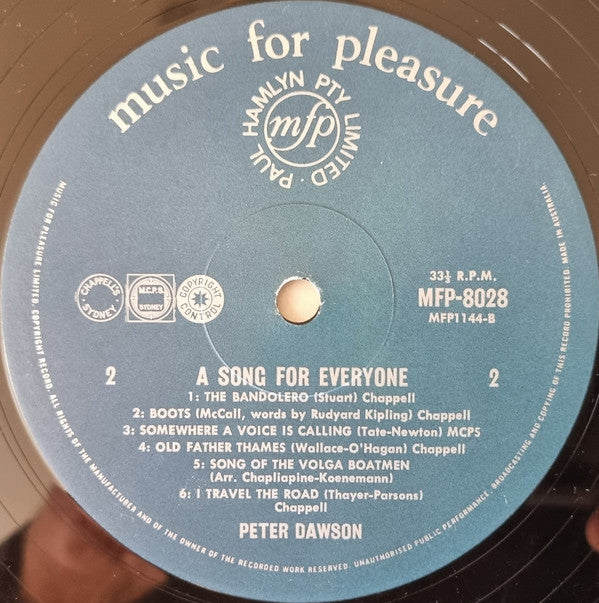 music for pleasure
PAUL HAMLYN PTY LIMITED ·
mfp
CHAPPELL'S
SYDNEY
M.C.P.S.
SYDNEY
COPYRIGHT
CONTROL
33⅓ R.P.M.
MFP-8028
MFP1144-B
2 A SONG FOR EVERYONE 2
1: THE BANDOLERO (Stuart) Chappell
2: BOOTS (McCall, words by Rudyard Kipling) Chappell
3: SOMEWHERE A VOICE IS CALLING (Tate-Newton) MCPS
4: OLD FATHER THAMES (Wallace-O'Hagan) Chappell
5: SONG OF THE VOLGA BOATMEN
(Arr. Chapliapine-Koenemann)
6: I TRAVEL THE ROAD (Thayer-Parsons)
Chappell
PETER DAWSON
MUSIC FOR PLEASURE LIMITED. COPYRIGHT RECORD. ALL RIGHTS OF THE MANUFACTURER AND OF THE OWNER OF THE RECORDED WORK RESERVED. UNAUTHORISED PUBLIC PERFORMANCE, BROADCASTING AND COPYING OF THIS RECORD PROHIBITED. MADE IN AUSTRALIA